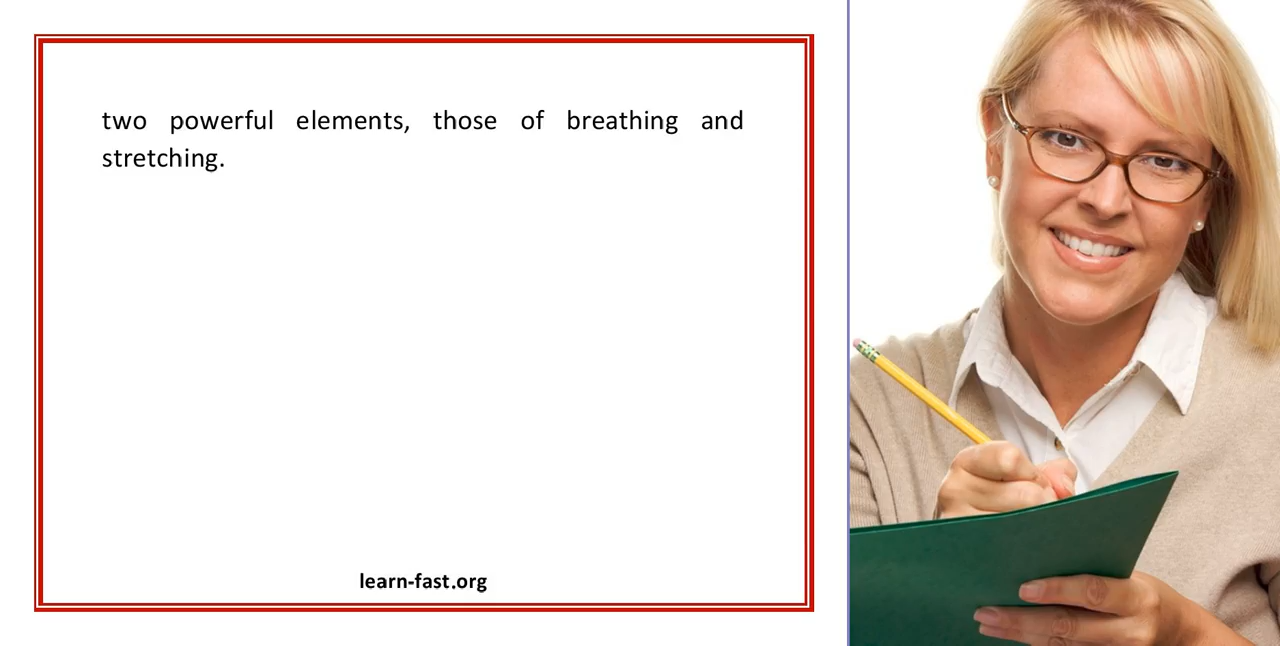 two powerful elements, those of breathing and
stretching.
learn-fast.org